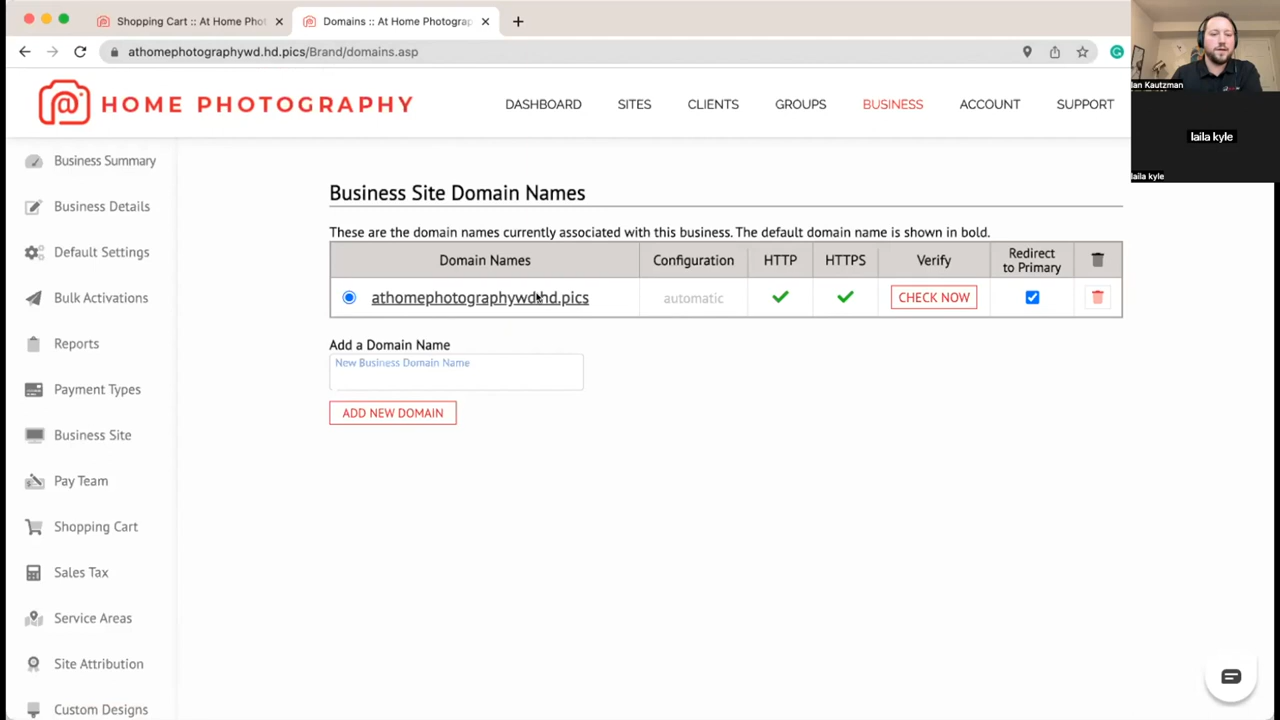 Shopping Cart :: At Home Photo
Domains :: At Home Photograp
athomephotographywd.hd.pics/Brand/domains.asp
HOME PHOTOGRAPHY
DASHBOARD
SITES
CLIENTS
GROUPS
BUSINESS
ACCOUNT
SUPPORT
Kautzman
laila kyle
laila kyle
Business Summary
Business Details
Default Settings
Bulk Activations
Reports
Payment Types
Business Site
Pay Team
Shopping Cart
Sales Tax
Service Areas
Site Attribution
Custom Designs
Business Site Domain Names
These are the domain names currently associated with this business. The default domain name is shown in bold.
Domain Names
Configuration
HTTP
HTTPS
Verify
Redirect
to Primary
athomephotographywd.hd.pics
automatic
CHECK NOW
Add a Domain Name
New Business Domain Name
ADD NEW DOMAIN